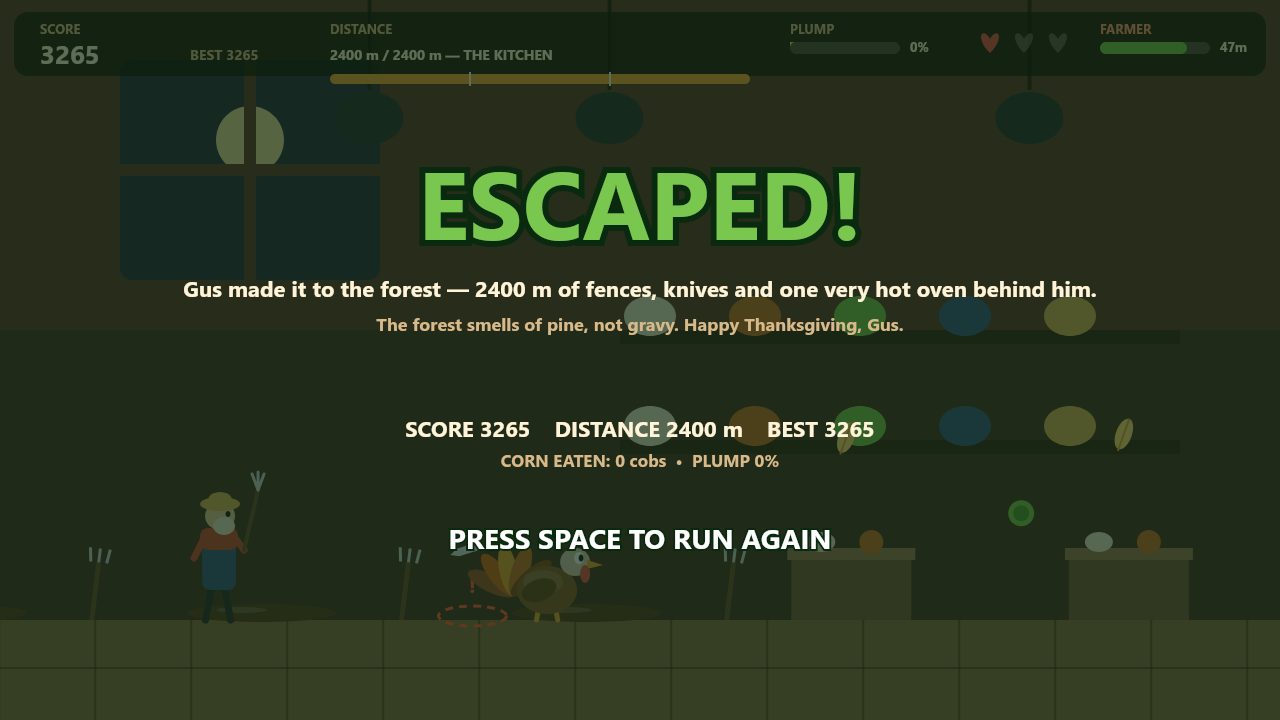 SCORE
3265
BEST 3265
DISTANCE
2400 m / 2400 m — THE KITCHEN
PLUMP
0%
FARMER
47m
ESCAPED!
Gus made it to the forest — 2400 m of fences, knives and one very hot oven behind him.
The forest smells of pine, not gravy. Happy Thanksgiving, Gus.
SCORE 3265 DISTANCE 2400 m BEST 3265
CORN EATEN: 0 cobs • PLUMP 0%
PRESS SPACE TO RUN AGAIN